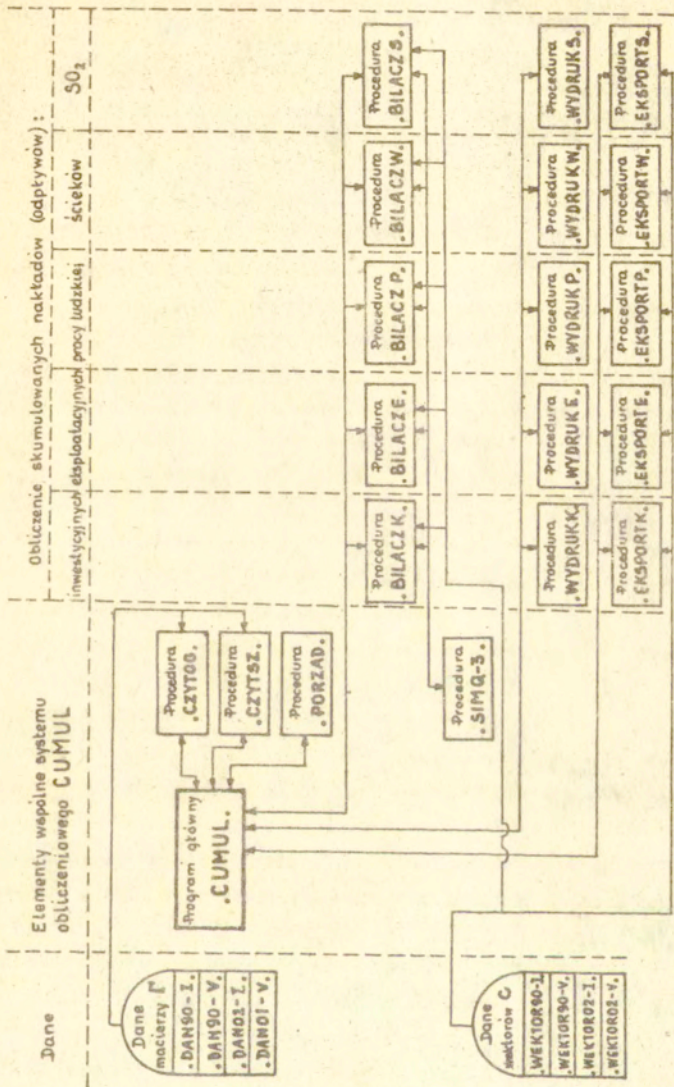 Dane
Elementy wspólne systemu
obliczeniowego CUMUL
Obliczenie skumulowanych nakładów (odpływów):
inwestycyjnych
eksploatacyjnych
pracy ludzkiej
ścieków
SO₂
Dane
macierzy
.DAN90-I.
.DAN90-V.
.DAN02-I.
.DAN01-V.
Program główny
.CUMUL.
Procedura
.CZYTOG.
Procedura
.CZYTSZ.
Procedura
.PORZAD.
Procedura
.BILACZK.
Procedura
.BILACZE.
Procedura
.BILACZP.
Procedura
.BILACZW.
Procedura
.BILACZS.
Procedura
.SIMQ-3.
Dane
wektorów C
.WEKTOR90-I.
.WEKTOR90-V.
.WEKTOR02-I.
.WEKTOR02-V.
Procedura
.WYDRUKK.
Procedura
.WYDRUKE.
Procedura
.WYDRUKP.
Procedura
.WYDRUKW.
Procedura
.WYDRUKS.
Procedura
.EKSPORTK.
Procedura
.EKSPORTE.
Procedura
.EKSPORTP.
Procedura
.EKSPORTW.
Procedura
.EKSPORTS.